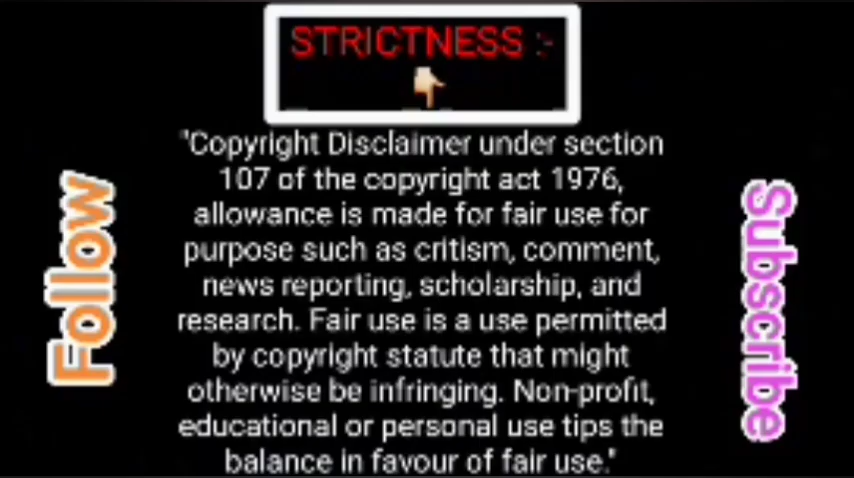 STRICTNESS :-
👇🏻
"Copyright Disclaimer under section
107 of the copyright act 1976,
allowance is made for fair use for
purpose such as critism, comment,
news reporting, scholarship, and
research. Fair use is a use permitted
by copyright statute that might
otherwise be infringing. Non-profit,
educational or personal use tips the
balance in favour of fair use."
Follow
Subscribe